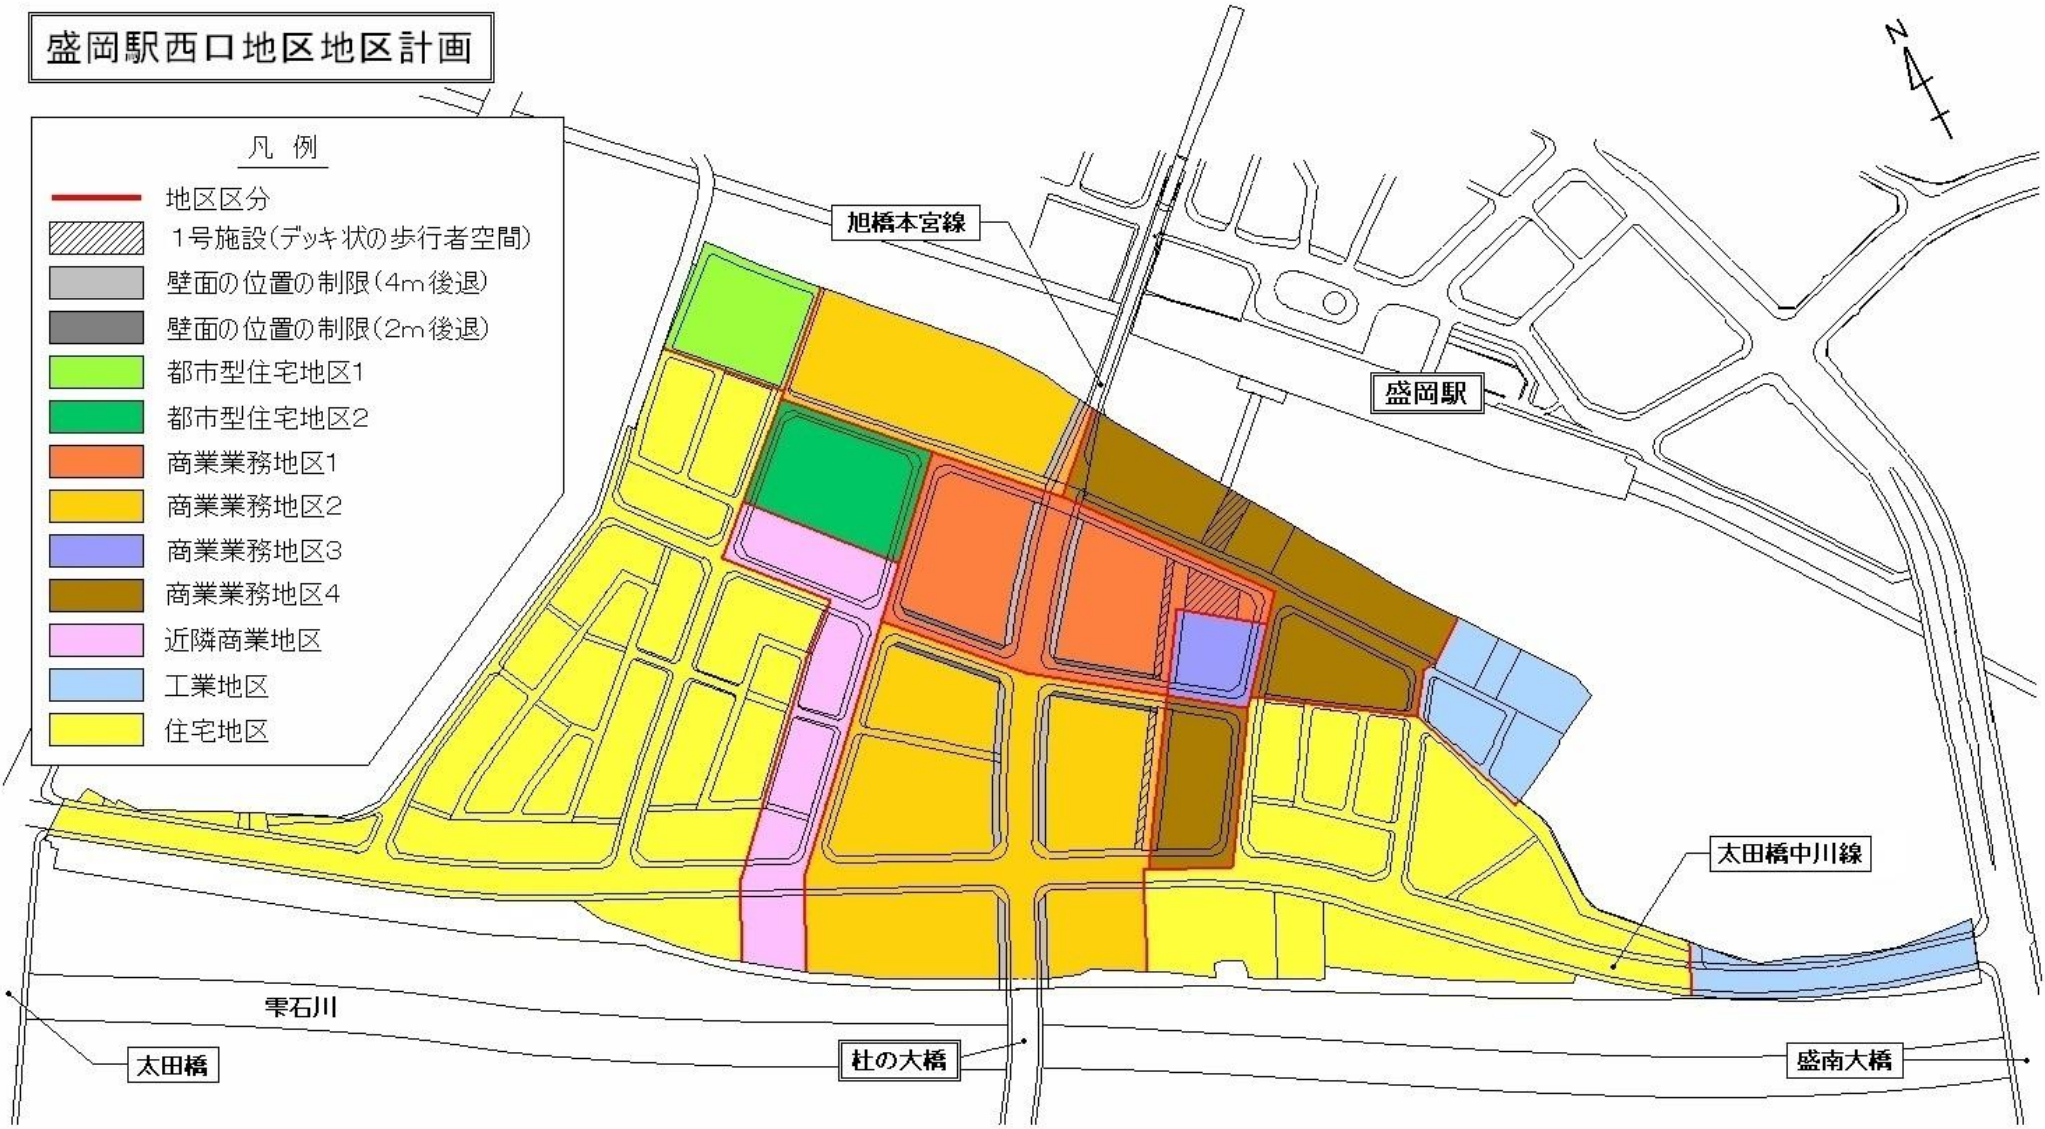 盛岡駅西口地区地区計画
N
凡 例
地区区分
1号施設(デッキ状の歩行者空間)
壁面の位置の制限(4m後退)
壁面の位置の制限(2m後退)
都市型住宅地区1
都市型住宅地区2
商業業務地区1
商業業務地区2
商業業務地区3
商業業務地区4
近隣商業地区
工業地区
住宅地区
旭橋本宮線
盛岡駅
太田橋中川線
雫石川
太田橋
杜の大橋
盛南大橋